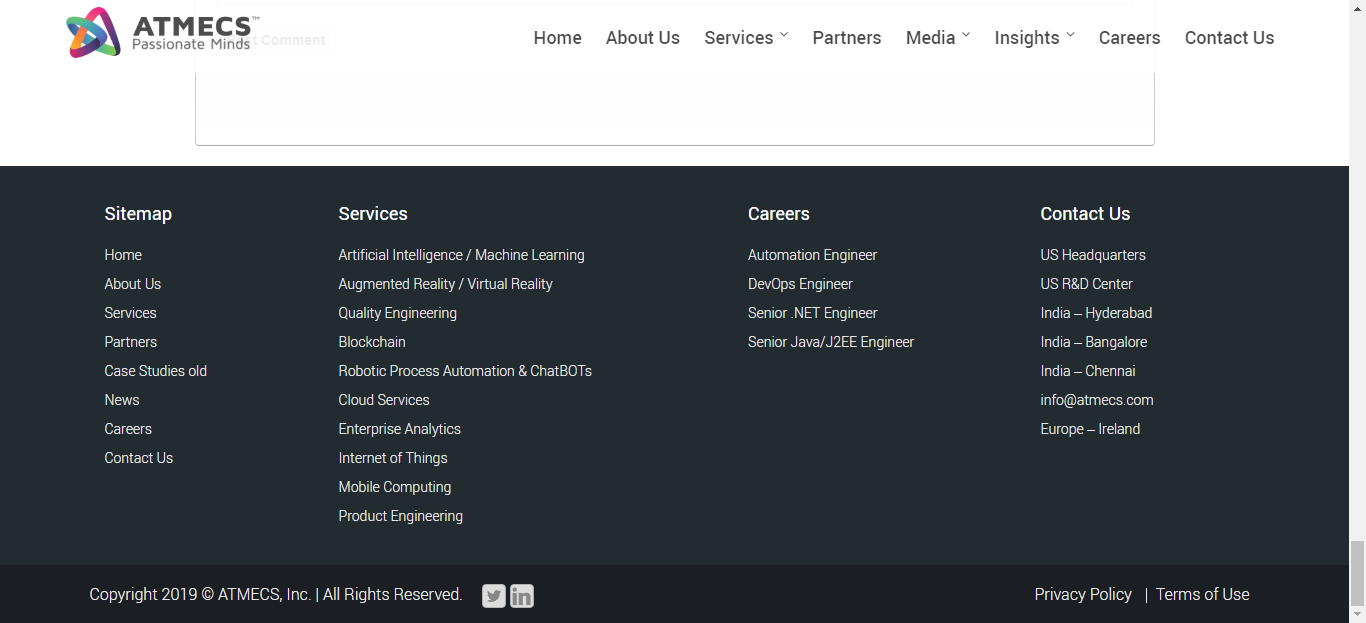 ATMECS™
Passionate Minds
Comment
Home About Us Services Partners Media Insights Careers Contact Us
Sitemap
Home
About Us
Services
Partners
Case Studies old
News
Careers
Contact Us
Services
Artificial Intelligence / Machine Learning
Augmented Reality / Virtual Reality
Quality Engineering
Blockchain
Robotic Process Automation & ChatBOTs
Cloud Services
Enterprise Analytics
Internet of Things
Mobile Computing
Product Engineering
Careers
Automation Engineer
DevOps Engineer
Senior .NET Engineer
Senior Java/J2EE Engineer
Contact Us
US Headquarters
US R&D Center
India – Hyderabad
India – Bangalore
India – Chennai
info@atmecs.com
Europe – Ireland
Copyright 2019 © ATMECS, Inc. | All Rights Reserved.
Privacy Policy | Terms of Use